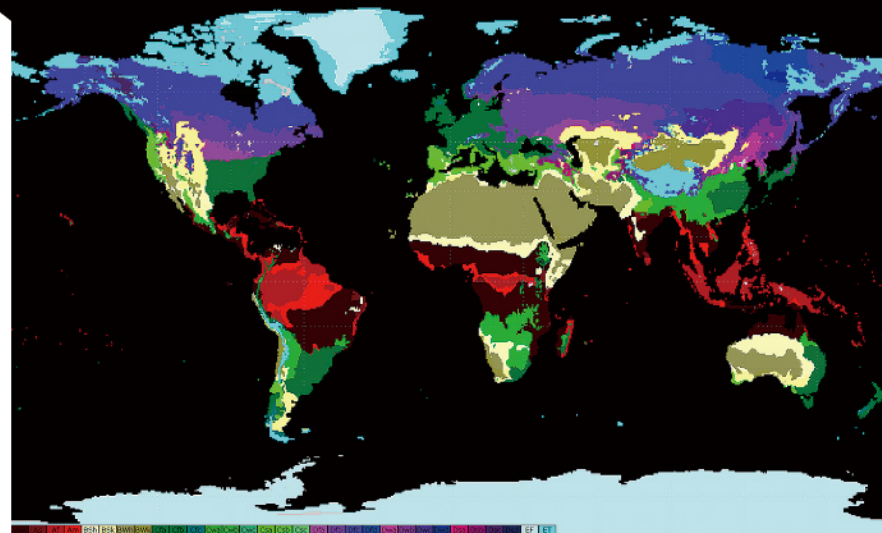 Af Am BSh BSk BWh BWk Cfa Cfb Cfc Cwa Cwb Cwc Csa Csb Csc Dfa Dfb Dfc Dfd Dwa Dwb Dwc Dwd Dsa Dsb Dsc EF ET